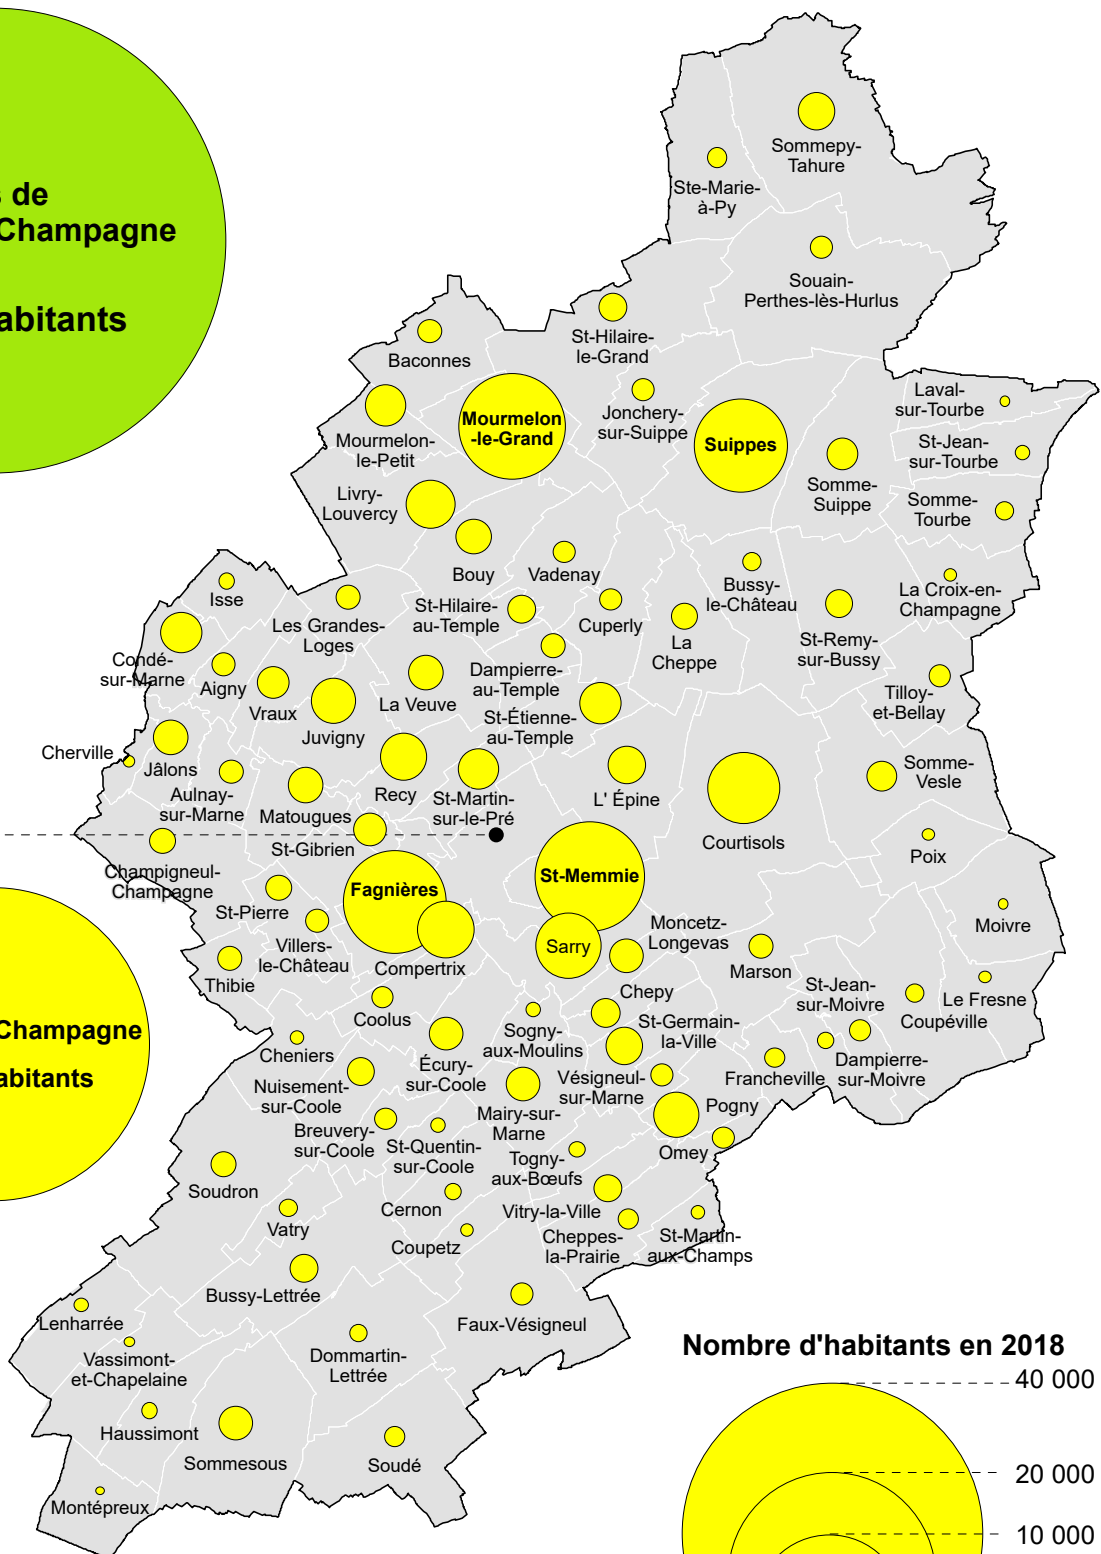 s de
Champagne
abitants
Sommepy-
Tahure
Ste-Marie-
à-Py
Souain-
Perthes-lès-Hurlus
St-Hilaire-
le-Grand
Baconnes
Jonchery-
sur-Suippe
Mourmelon
-le-Grand
Suippes
Mourmelon-
le-Petit
Laval-
sur-Tourbe
St-Jean-
sur-Tourbe
Somme-
Suippe
Somme-
Tourbe
Livry-
Louvercy
Bouy
Vadenay
Bussy-
le-Château
La Croix-en-
Champagne
Isse
Les Grandes-
Loges
St-Hilaire-
au-Temple
Cuperly
La
Cheppe
St-Remy-
sur-Bussy
Condé-
sur-Marne
Aigny
Vraux
Juvigny
La Veuve
Dampierre-
au-Temple
St-Étienne-
au-Temple
Tilloy-
et-Bellay
Cherville
Jâlons
Aulnay-
sur-Marne
Matougues
Recy
St-Martin-
sur-le-Pré
L' Épine
Courtisols
Somme-
Vesle
St-Gibrien
Poix
Champigneul-
Champagne
Fagnières
St-Memmie
St-Pierre
Villers-
le-Château
Compertrix
Sarry
Moncetz-
Longevas
Marson
Moivre
Thibie
Coolus
Chepy
St-Jean-
sur-Moivre
Le Fresne
Coupéville
Champagne
abitants
Cheniers
Écury-
sur-Coole
Sogny-
aux-Moulins
St-Germain-
la-Ville
Dampierre-
sur-Moivre
Francheville
Nuisement-
sur-Coole
Vésigneul-
sur-Marne
Mairy-sur-
Marne
Pogny
Breuvery-
sur-Coole
St-Quentin-
sur-Coole
Omey
Togny-
aux-Bœufs
Soudron
Cernon
Vitry-la-Ville
Vatry
Coupetz
Cheppes-
la-Prairie
St-Martin-
aux-Champs
Bussy-Lettrée
Lenharrée
Faux-Vésigneul
Vassimont-
et-Chapelaine
Dommartin-
Lettrée
Haussimont
Sommesous
Soudé
Montépreux
Nombre d'habitants en 2018
40 000
20 000
10 000